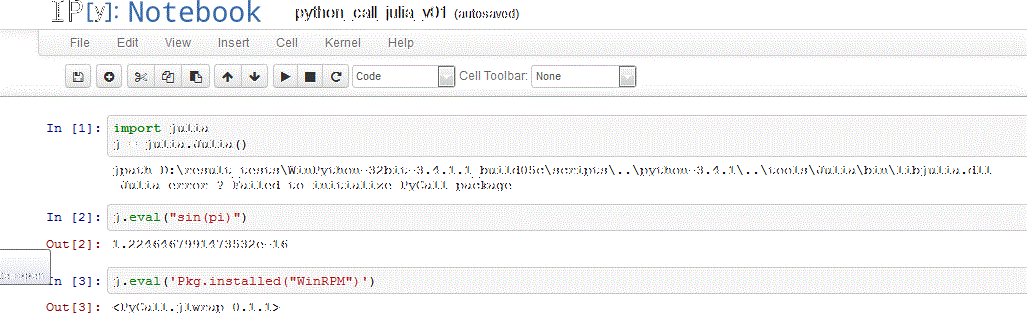 IP[y]: Notebook python_call_julia_v01 (autosaved)
File Edit View Insert Cell Kernel Help
Code Cell Toolbar: None
In [1]: import julia
j = julia.Julia()
jpath D:\result_tests\WinPython-32bit-3.4.1.1_build05c\scripts\..\python-3.4.1\..\tools\Julia\bin\libjulia.dll
Julia error ? Failed to initialize PyCall package
In [2]: j.eval("sin(pi)")
Out[2]: 1.2246467991473532e-16
In [3]: j.eval('Pkg.installed("WinRPM")')
Out[3]: <PyCall.jlwrap 0.1.1>